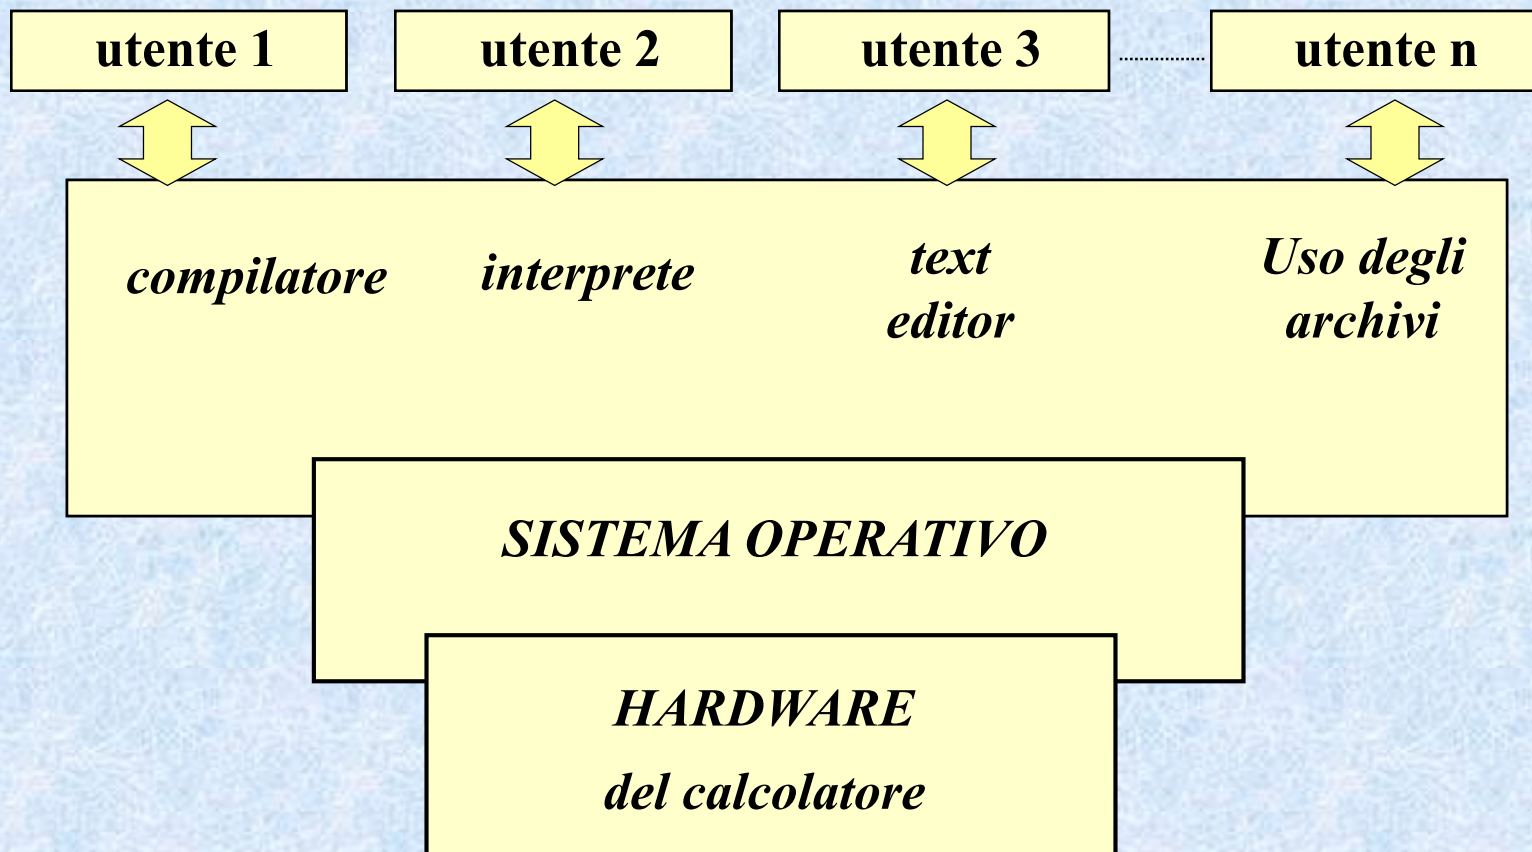 utente 1 utente 2 utente 3 utente n
compilatore interprete text editor Uso degli archivi
SISTEMA OPERATIVO
HARDWARE
del calcolatore